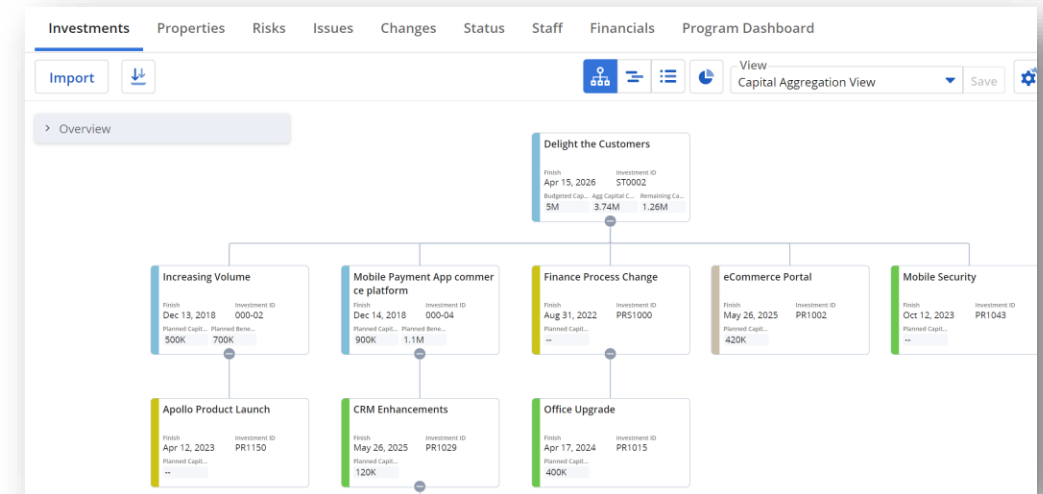 Investments Properties Risks Issues Changes Status Staff Financials Program Dashboard
Import
View
Capital Aggregation View
Save
Overview
Delight the Customers
Finish Investment ID
Apr 15, 2026 ST0002
Budgeted Cap... Agg Capital C... Remaining Ca...
5M 3.74M 1.26M
Increasing Volume
Finish Investment ID
Dec 13, 2018 000-02
Planned Capit... Planned Bene...
500K 700K
Mobile Payment App commer
ce platform
Finish Investment ID
Dec 14, 2018 000-04
Planned Capit... Planned Bene...
900K 1.1M
Finance Process Change
Finish Investment ID
Aug 31, 2022 PRS1000
Planned Capit...
--
eCommerce Portal
Finish Investment ID
May 26, 2025 PR1002
Planned Capit...
420K
Mobile Security
Finish Investment ID
Oct 12, 2023 PR1043
Planned Capit...
--
Apollo Product Launch
Finish Investment ID
Apr 12, 2023 PR1150
Planned Capit...
--
CRM Enhancements
Finish Investment ID
May 26, 2025 PR1029
Planned Capit...
120K
Office Upgrade
Finish Investment ID
Apr 17, 2024 PR1015
Planned Capit...
400K